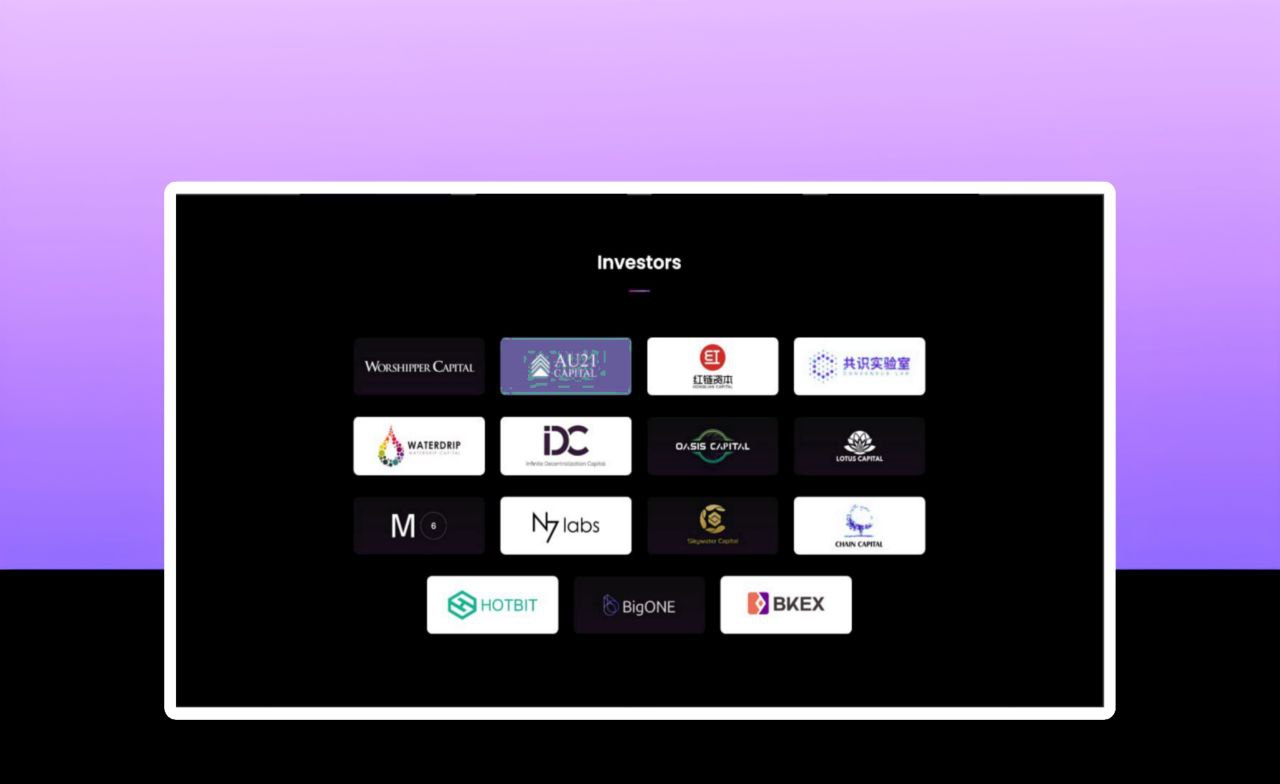 Investors
WORSHIPPER CAPITAL
AU21
CAPITAL
红链资本
HONGLIAN CAPITAL
共识实验室
CONSENSUS LAB
WATERDRIP
WATERDRIP CAPITAL
iDC
Infinite Decentralization Capital
OASIS CAPITAL
LOTUS CAPITAL
M 6
N7 labs
Skywater Capital
CHAIN CAPITAL
HOTBIT
BigONE
BKEX